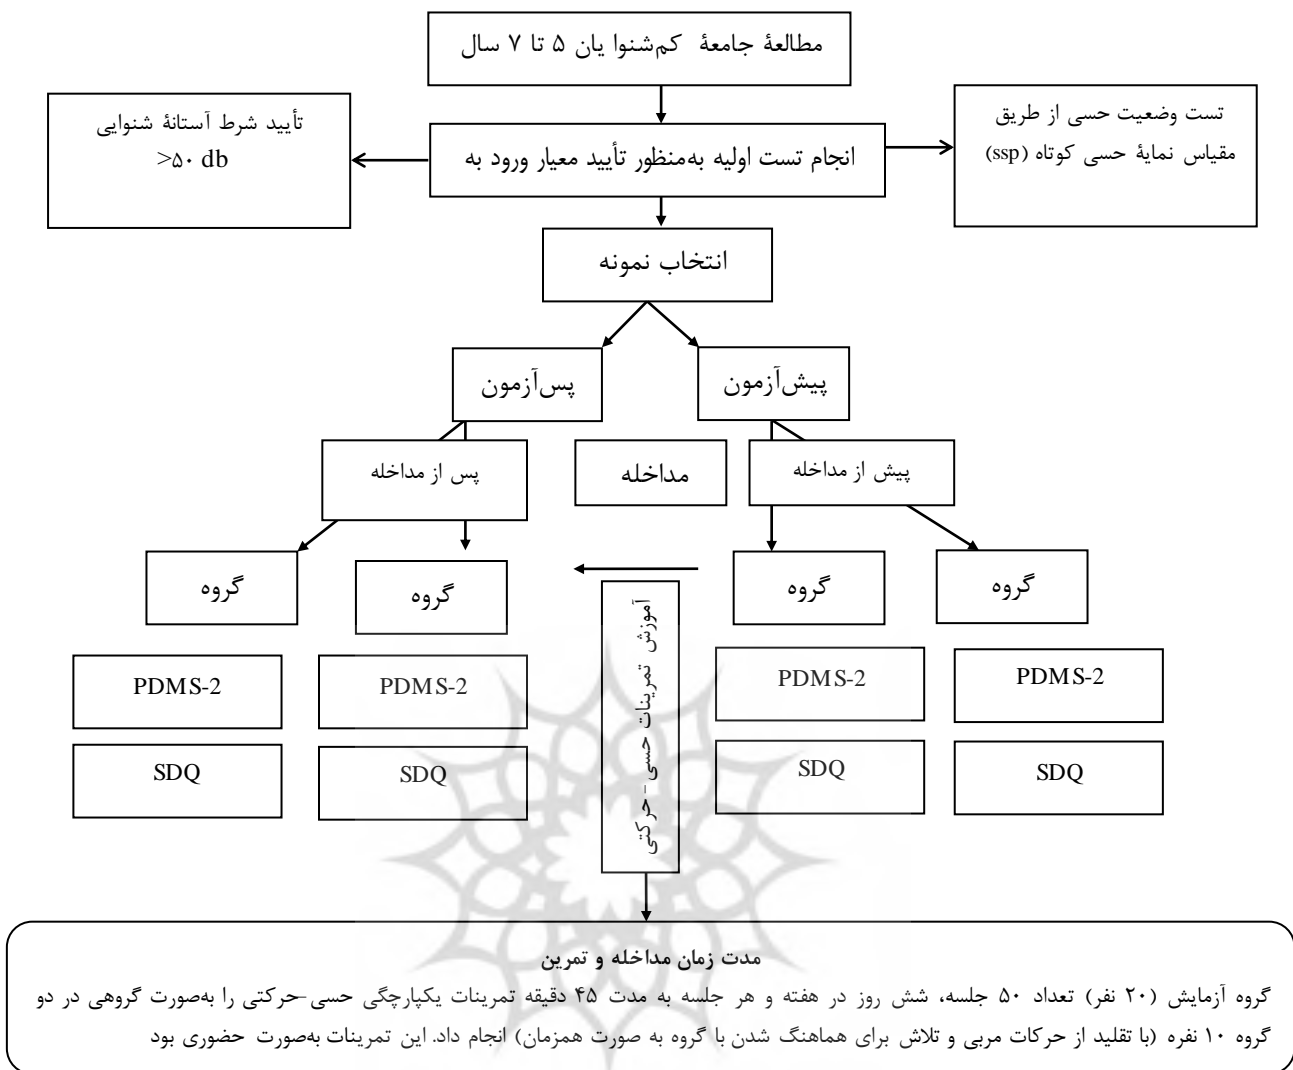 مطالعهٔ جامعهٔ کم‌شنوا یان ۵ تا ۷ سال
تست وضعیت حسی از طریق
مقیاس نمایهٔ حسی کوتاه (ssp)
انجام تست اولیه به‌منظور تأیید معیار ورود به
تأیید شرط آستانهٔ شنوایی
>۵۰ db
انتخاب نمونه
پیش‌آزمون
پس‌آزمون
پیش از مداخله
مداخله
پس از مداخله
گروه
گروه
گروه
گروه
PDMS-2
PDMS-2
PDMS-2
PDMS-2
SDQ
SDQ
SDQ
SDQ
آموزش تمرینات حسی-حرکتی
مدت زمان مداخله و تمرین
گروه آزمایش (۲۰ نفر) تعداد ۵۰ جلسه، شش روز در هفته و هر جلسه به مدت ۴۵ دقیقه تمرینات یکپارچگی حسی-حرکتی را به‌صورت گروهی در دو
گروه ۱۰ نفره (با تقلید از حرکات مربی و تلاش برای هماهنگ شدن با گروه به صورت همزمان) انجام داد. این تمرینات به‌صورت حضوری بود